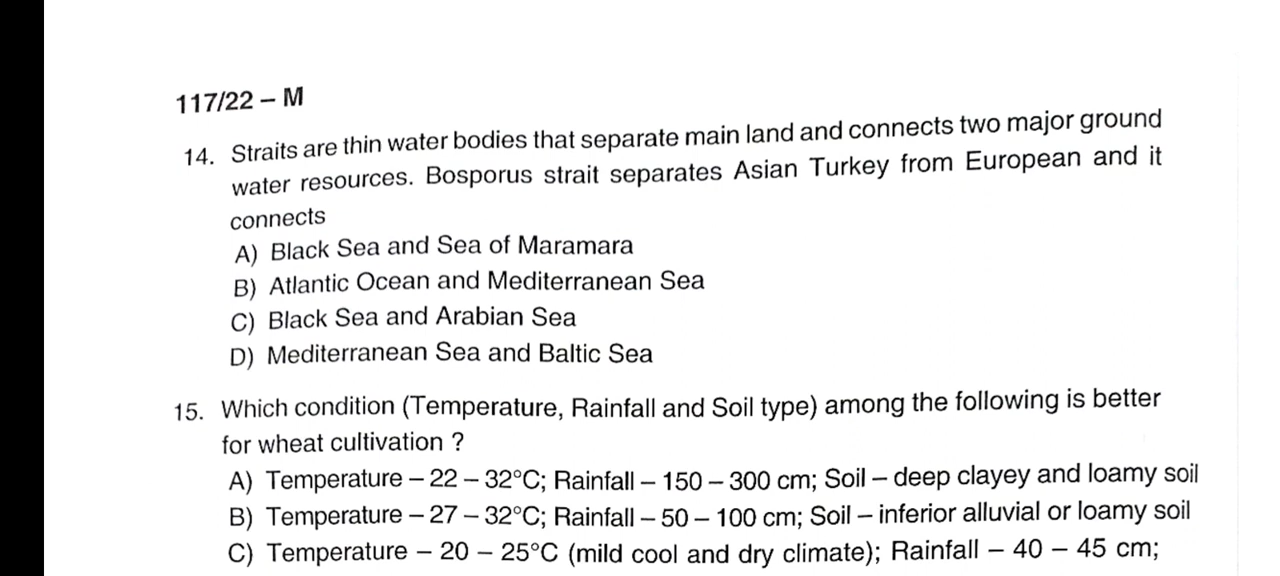 117/22 – M
14. Straits are thin water bodies that separate main land and connects two major ground
water resources. Bosporus strait separates Asian Turkey from European and it
connects
A) Black Sea and Sea of Maramara
B) Atlantic Ocean and Mediterranean Sea
C) Black Sea and Arabian Sea
D) Mediterranean Sea and Baltic Sea
15. Which condition (Temperature, Rainfall and Soil type) among the following is better
for wheat cultivation ?
A) Temperature – 22 – 32°C; Rainfall – 150 – 300 cm; Soil – deep clayey and loamy soil
B) Temperature – 27 – 32°C; Rainfall – 50 – 100 cm; Soil – inferior alluvial or loamy soil
C) Temperature – 20 – 25°C (mild cool and dry climate); Rainfall – 40 – 45 cm;